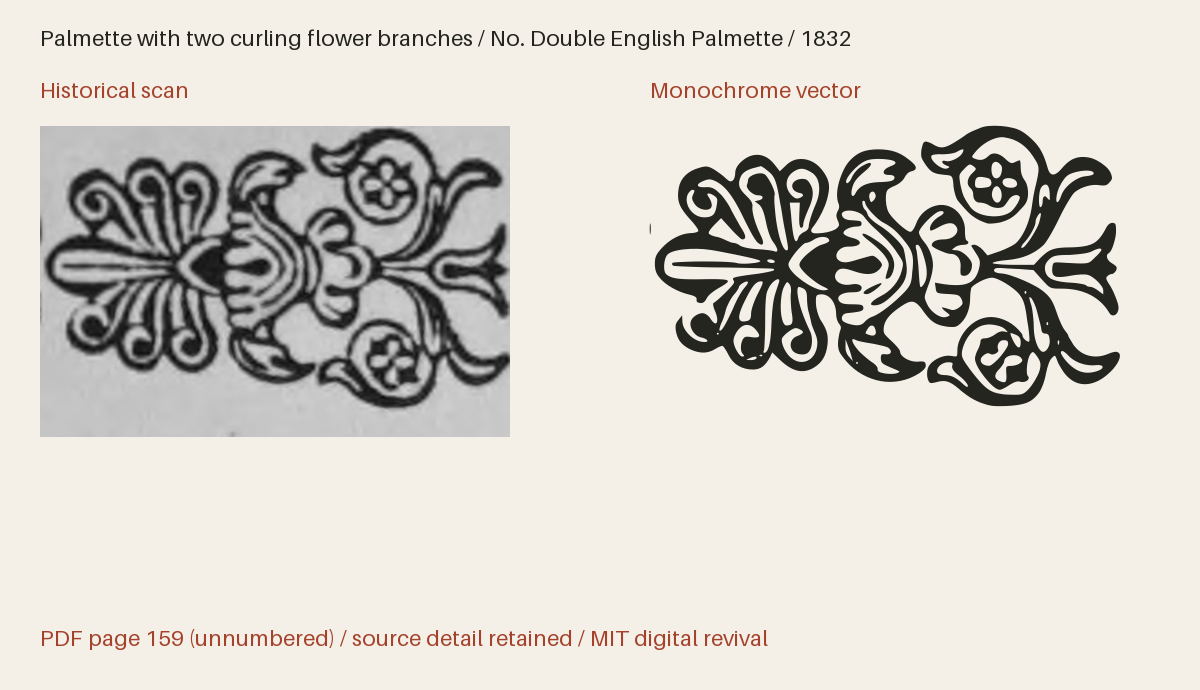 Palmette with two curling flower branches / No. Double English Palmette / 1832
Historical scan
Monochrome vector
PDF page 159 (unnumbered) / source detail retained / MIT digital revival